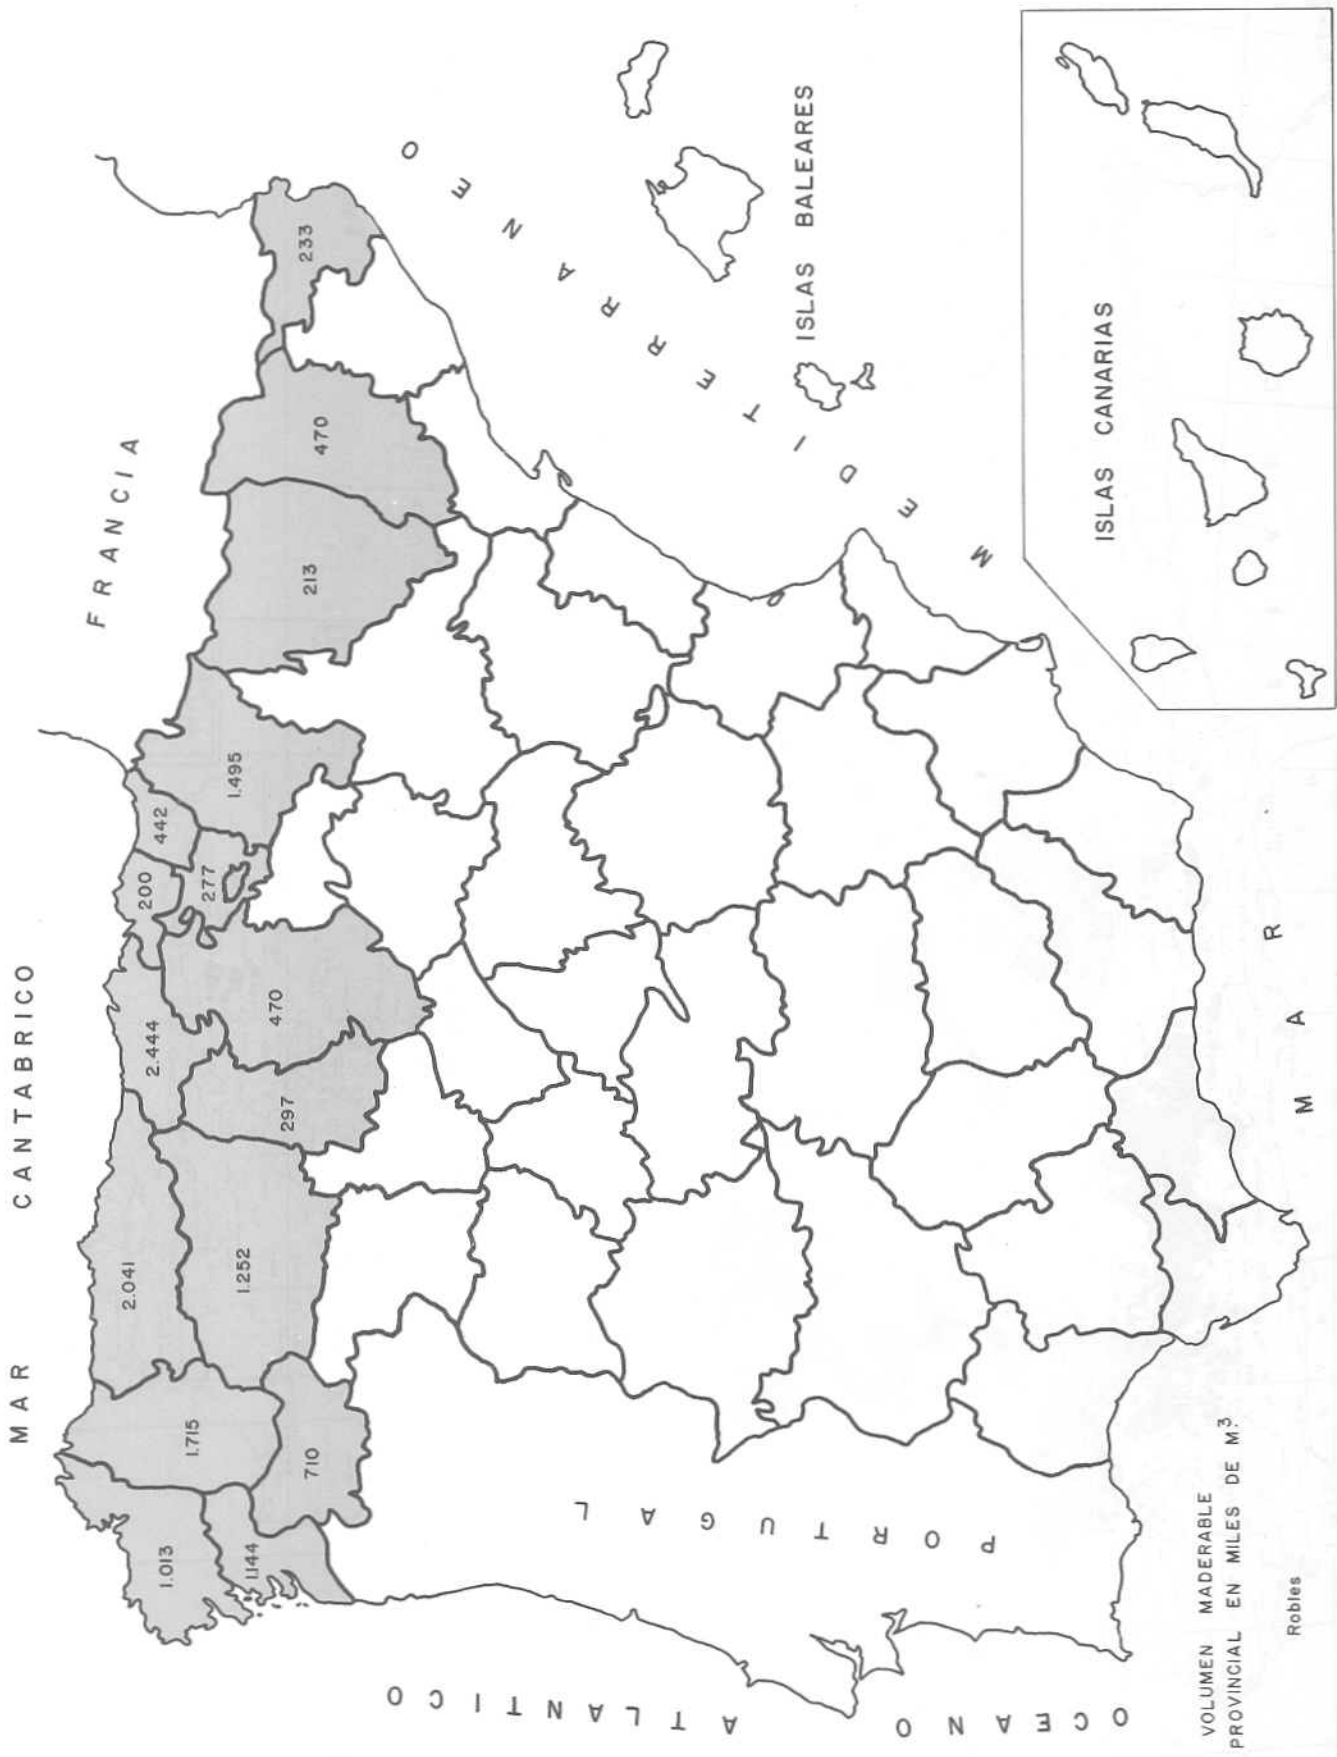 MAR CANTABRICO
FRANCIA
1.013
1.715
2.041
2.444
200
442
1.144
710
1.252
297
470
277
1.495
213
470
233
OCEANO ATLANTICO
PORTUGAL
MAR MEDITERRANEO
ISLAS BALEARES
ISLAS CANARIAS
VOLUMEN MADERABLE
PROVINCIAL EN MILES DE M³.
Robles